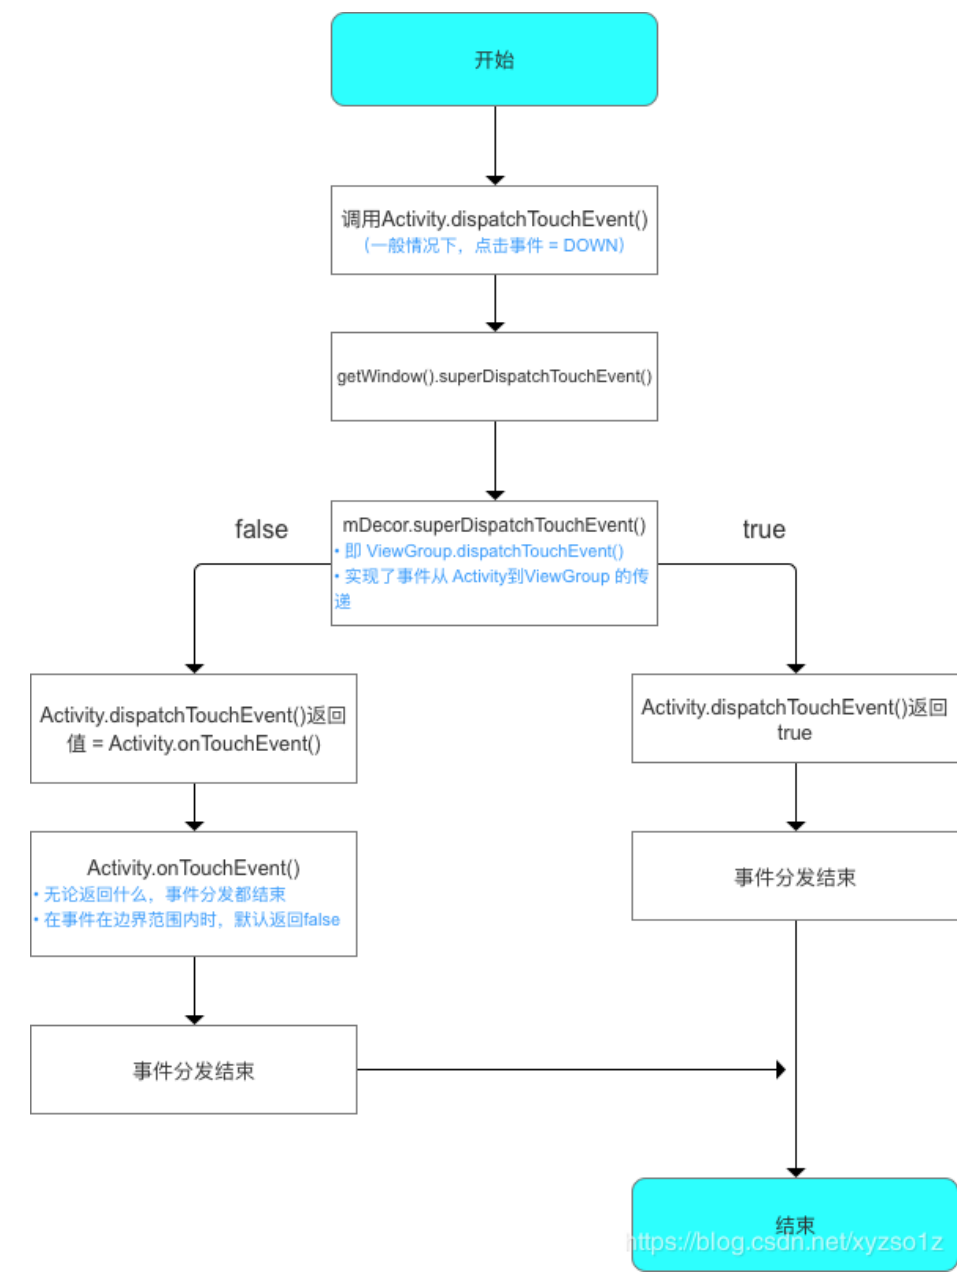 开始
调用Activity.dispatchTouchEvent()
（一般情况下，点击事件 = DOWN）
getWindow().superDispatchTouchEvent()
false
mDecor.superDispatchTouchEvent()
• 即 ViewGroup.dispatchTouchEvent()
• 实现了事件从 Activity到ViewGroup 的传
递
true
Activity.dispatchTouchEvent()返回
值 = Activity.onTouchEvent()
Activity.dispatchTouchEvent()返回
true
Activity.onTouchEvent()
• 无论返回什么，事件分发都结束
• 在事件在边界范围内时，默认返回false
事件分发结束
事件分发结束
结束
https://blog.csdn.net/xyzso1z